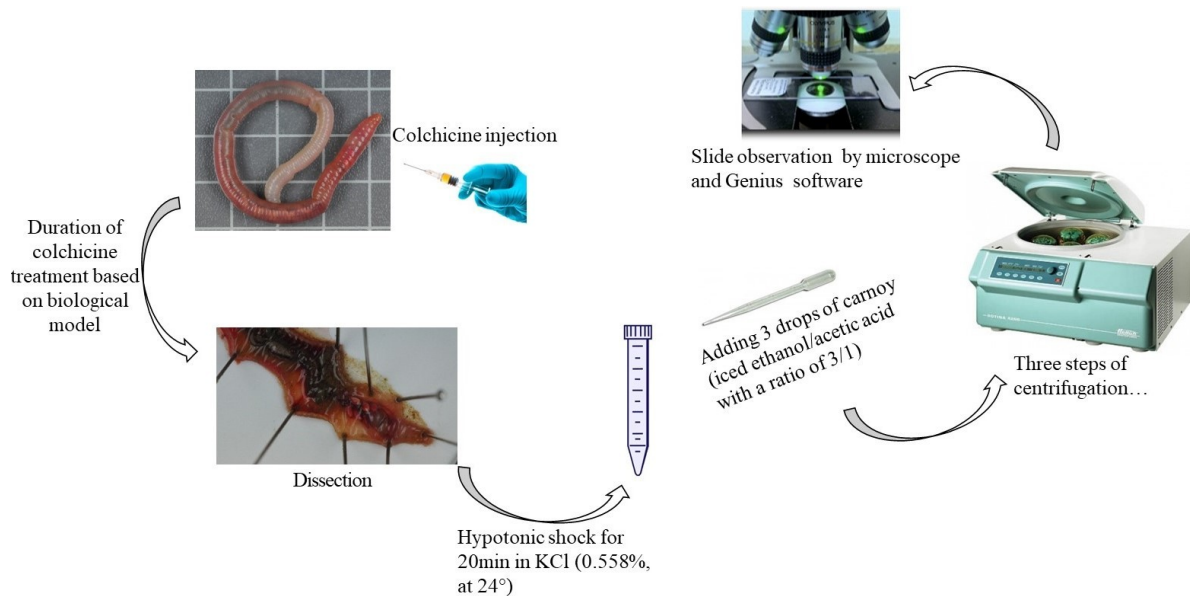 Colchicine injection
Duration of
colchicine
treatment based
on biological
model
Dissection
Hypotonic shock for
20min in KCl (0.558%,
at 24°)
Adding 3 drops of carnoy
(iced ethanol/acetic acid
with a ratio of 3/1)
Three steps of
centrifugation…
Slide observation by microscope
and Genius software